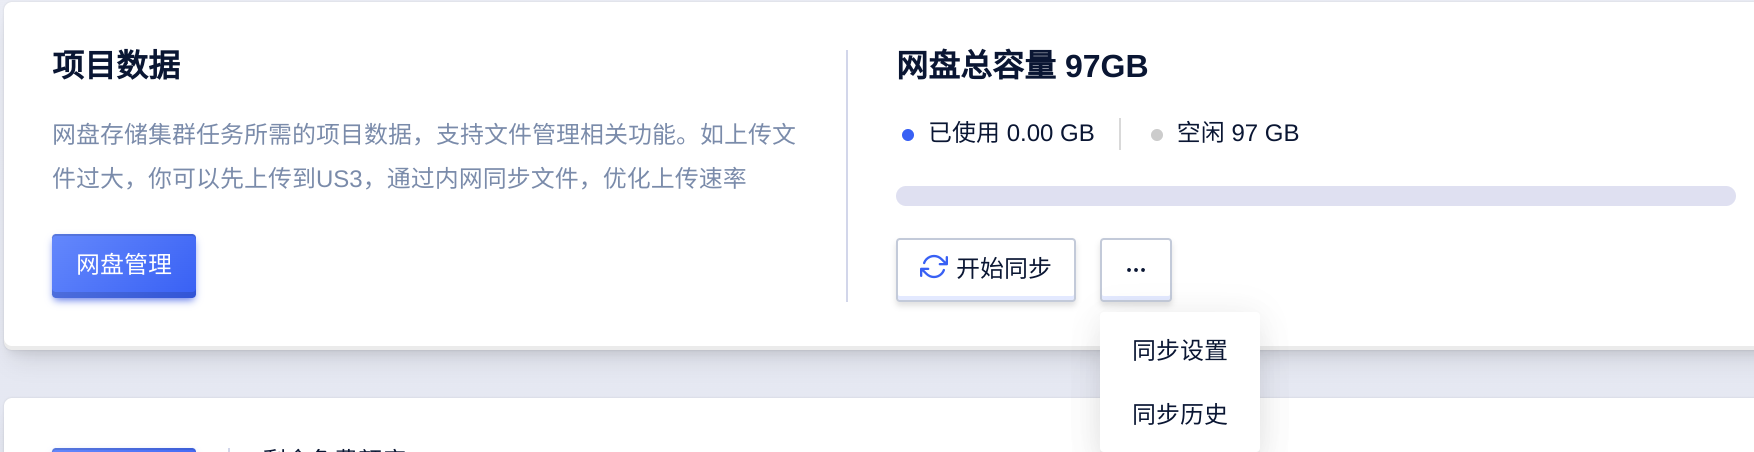 项目数据
网盘存储集群任务所需的项目数据，支持文件管理相关功能。如上传文
件过大，你可以先上传到US3，通过内网同步文件，优化上传速率
网盘管理
网盘总容量 97GB
已使用 0.00 GB
空闲 97 GB
开始同步
···
同步设置
同步历史